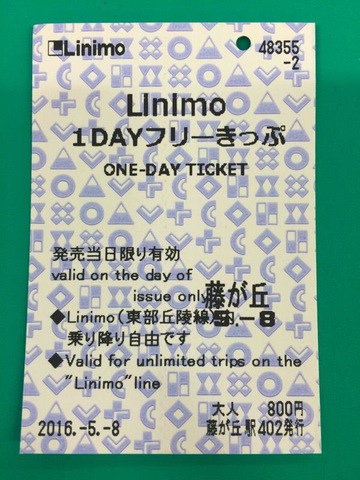 Linimo
48355
-2
Linimo
1DAYフリーきっぷ
ONE-DAY TICKET
発売当日限り有効
valid on the day of
issue only
藤が丘
5.-8
◆Linimo(東部丘陵線)内
乗り降り自由です
◆Valid for unlimited trips on the
"Linimo"line
大人 800円
2016.-5.-8
藤が丘駅402発行